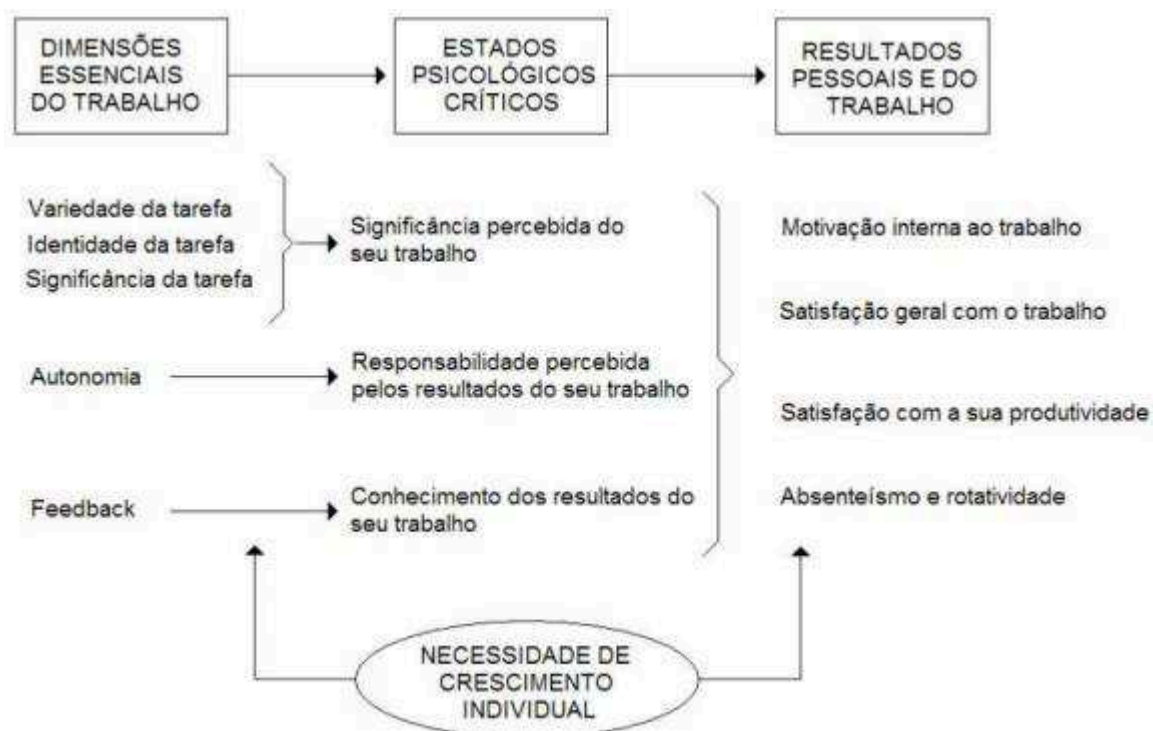 DIMENSÕES
ESSENCIAIS
DO TRABALHO
ESTADOS
PSICOLÓGICOS
CRÍTICOS
RESULTADOS
PESSOAIS E DO
TRABALHO
Variedade da tarefa
Identidade da tarefa
Significância da tarefa
Significância percebida do
seu trabalho
Autonomia
Responsabilidade percebida
pelos resultados do seu trabalho
Feedback
Conhecimento dos resultados do
seu trabalho
Motivação interna ao trabalho
Satisfação geral com o trabalho
Satisfação com a sua produtividade
Absenteísmo e rotatividade
NECESSIDADE DE
CRESCIMENTO
INDIVIDUAL